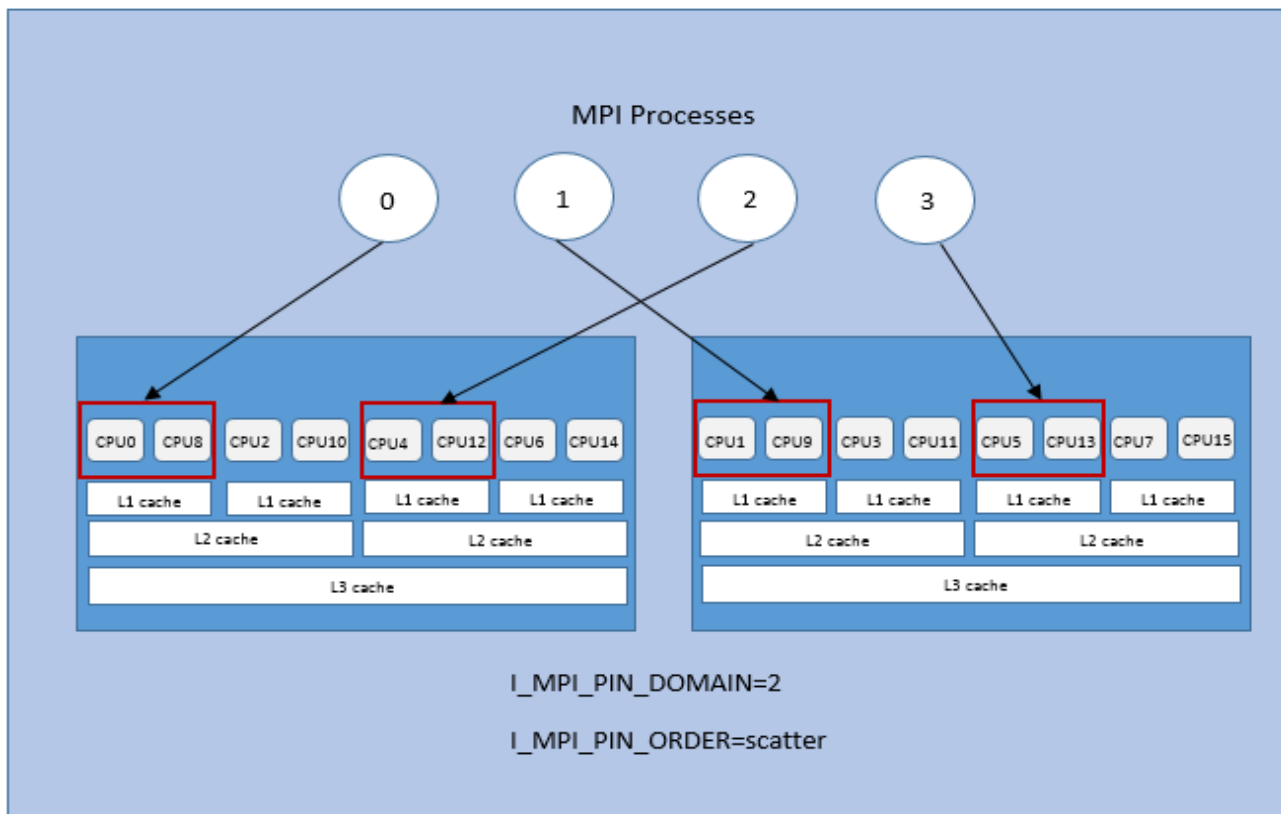 MPI Processes
0 1 2 3
CPU0 CPU8 CPU2 CPU10 CPU4 CPU12 CPU6 CPU14
L1 cache L1 cache L1 cache L1 cache
L2 cache L2 cache
L3 cache
CPU1 CPU9 CPU3 CPU11 CPU5 CPU13 CPU7 CPU15
L1 cache L1 cache L1 cache L1 cache
L2 cache L2 cache
L3 cache
I_MPI_PIN_DOMAIN=2
I_MPI_PIN_ORDER=scatter